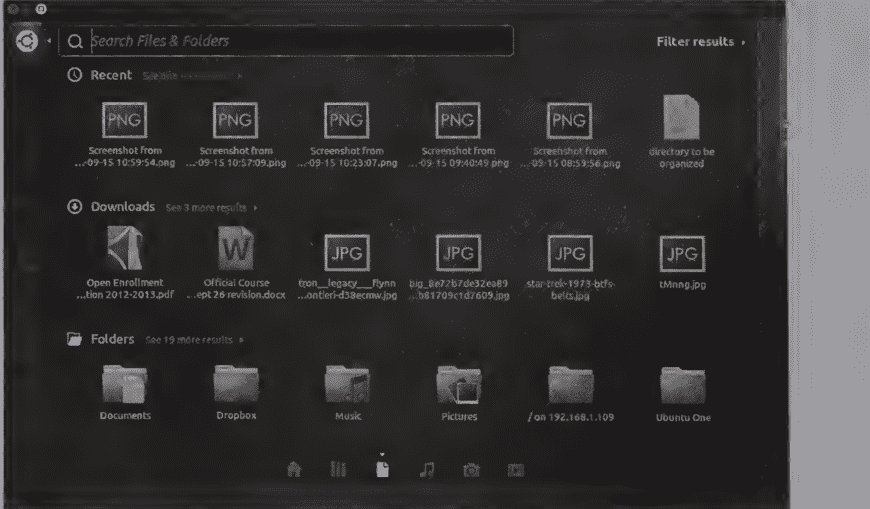 Search Files & Folders
Filter results
Recent
PNG PNG PNG PNG PNG
Screenshot from Screenshot from Screenshot from Screenshot from Screenshot from directory to be
...-09-15 10:59:54.png ...-09-15 10:57:09.png ...-09-15 10:23:07.png ...-09-15 09:40:49.png ...-09-15 08:59:56.png organized
Downloads See 3 more results
W JPG JPG JPG JPG
Open Enrollment Official Course tron__legacy___flynn big_8e72b7de32ea89 star-trek-1973-btfs- tMnng.jpg
...tion 2012-2013.pdf ...ept 26 revision.docx ...ontierl-d38ecmw.jpg ...b81709c1d7609.jpg belts.jpg
Folders See 19 more results
Documents Dropbox Music Pictures / on 192.168.1.109 Ubuntu One